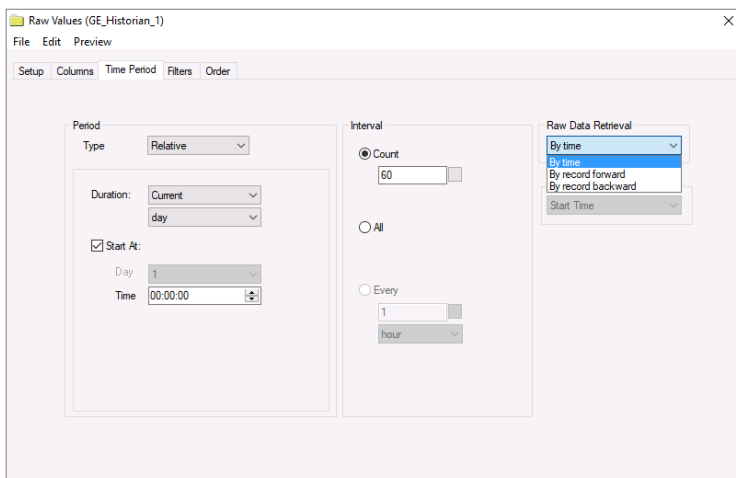 Raw Values (GE_Historian_1)
File Edit Preview
Setup Columns Time Period Filters Order
Period
Type Relative
Duration: Current
day
Start At:
Day 1
Time 00:00:00
Interval
Count
60
All
Every
1
hour
Raw Data Retrieval
By time
By time
By record forward
By record backward
Start Time